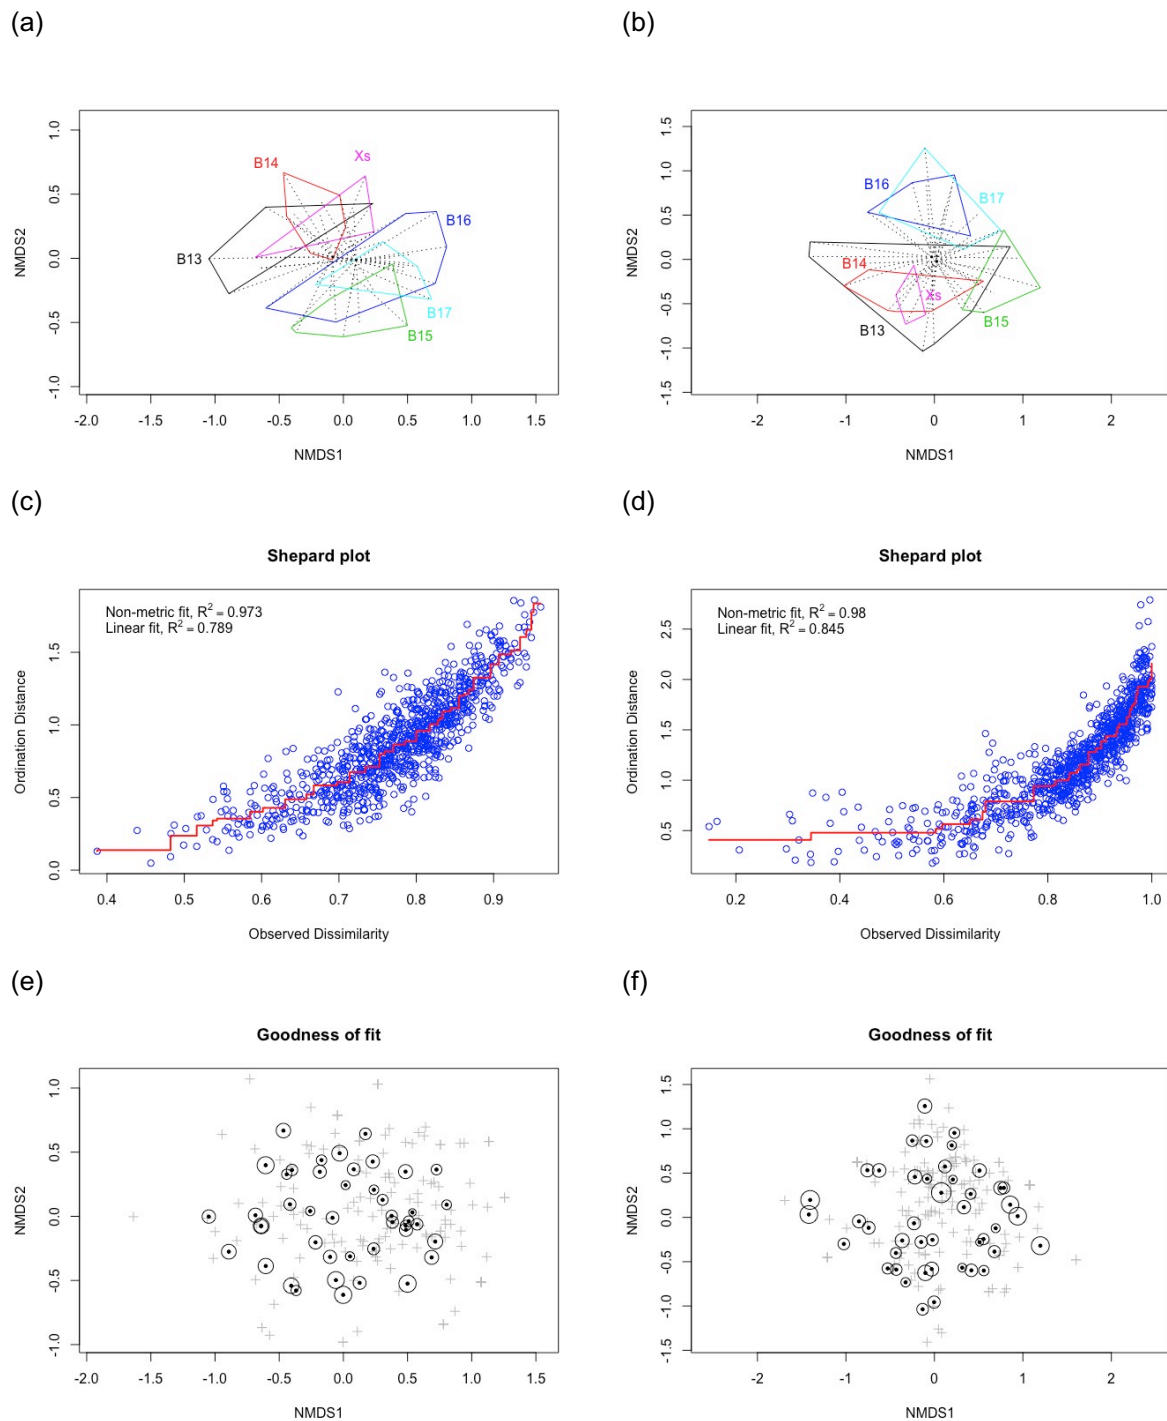 (a)
(b)
1.0
0.5
0.0
-0.5
-1.0
NMDS2
B14
Xs
B16
B13
B17
B15
-2.0 -1.5 -1.0 -0.5 0.0 0.5 1.0 1.5
NMDS1
1.5
1.0
0.5
0.0
-0.5
-1.0
-1.5
NMDS2
B16
B17
B14
Xs
B13
B15
-2 -1 0 1 2
NMDS1
(c)
(d)
Shepard plot
Non-metric fit, R² = 0.973
Linear fit, R² = 0.789
1.5
1.0
0.5
0.0
Ordination Distance
0.4 0.5 0.6 0.7 0.8 0.9
Observed Dissimilarity
Shepard plot
Non-metric fit, R² = 0.98
Linear fit, R² = 0.845
2.5
2.0
1.5
1.0
0.5
Ordination Distance
0.2 0.4 0.6 0.8 1.0
Observed Dissimilarity
(e)
(f)
Goodness of fit
1.0
0.5
0.0
-0.5
-1.0
NMDS2
-2.0 -1.5 -1.0 -0.5 0.0 0.5 1.0 1.5
NMDS1
Goodness of fit
1.5
1.0
0.5
0.0
-0.5
-1.0
-1.5
NMDS2
-2 -1 0 1 2
NMDS1